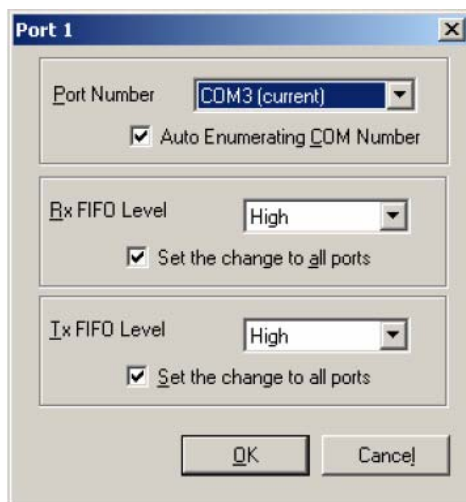 Port 1
Port Number COM3 (current)
Auto Enumerating COM Number
Rx FIFO Level High
Set the change to all ports
Tx FIFO Level High
Set the change to all ports
OK Cancel